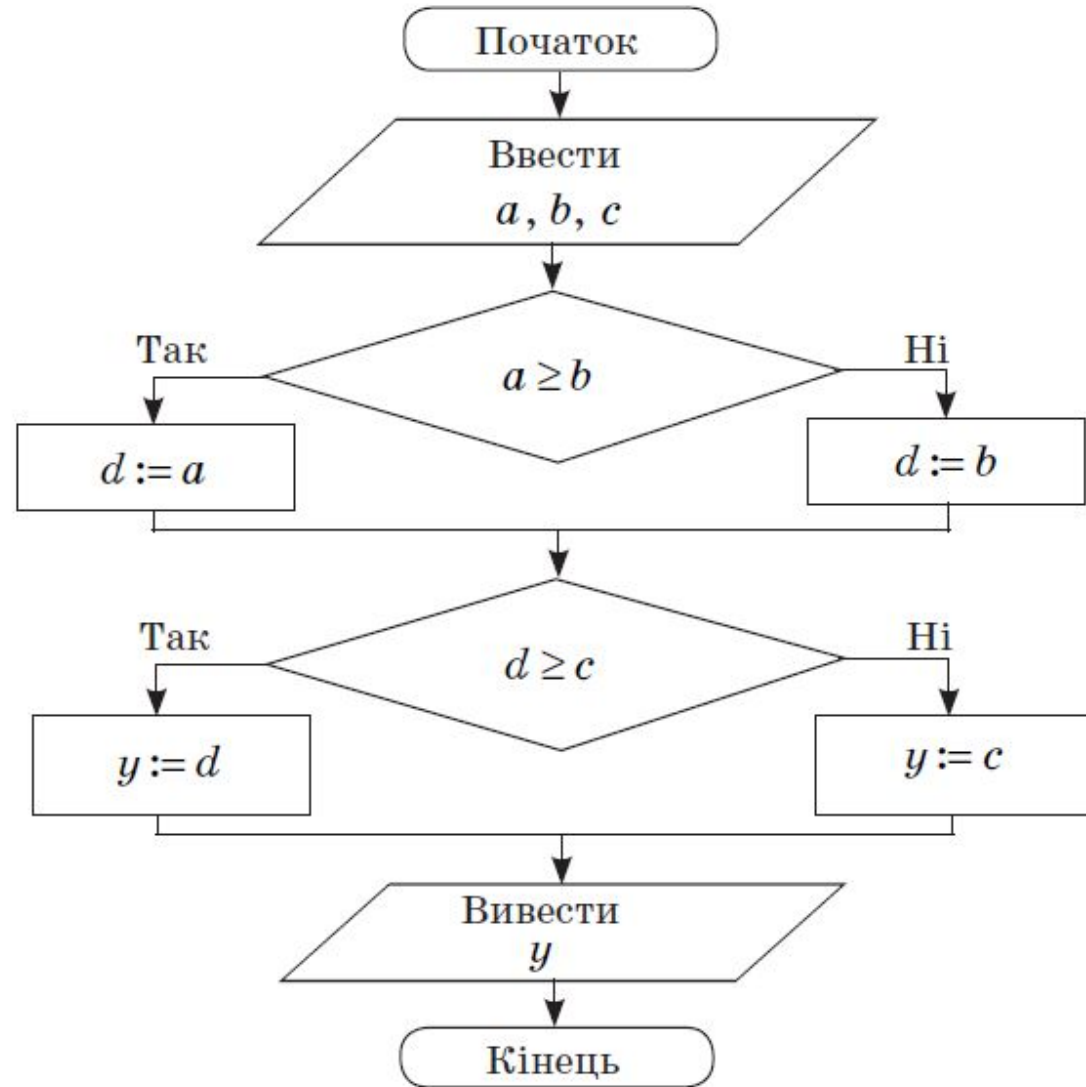 Початок
Ввести
a, b, c
Так
Ні
a ≥ b
d := a
d := b
Так
Ні
d ≥ c
y := d
y := c
Вивести
y
Кінець